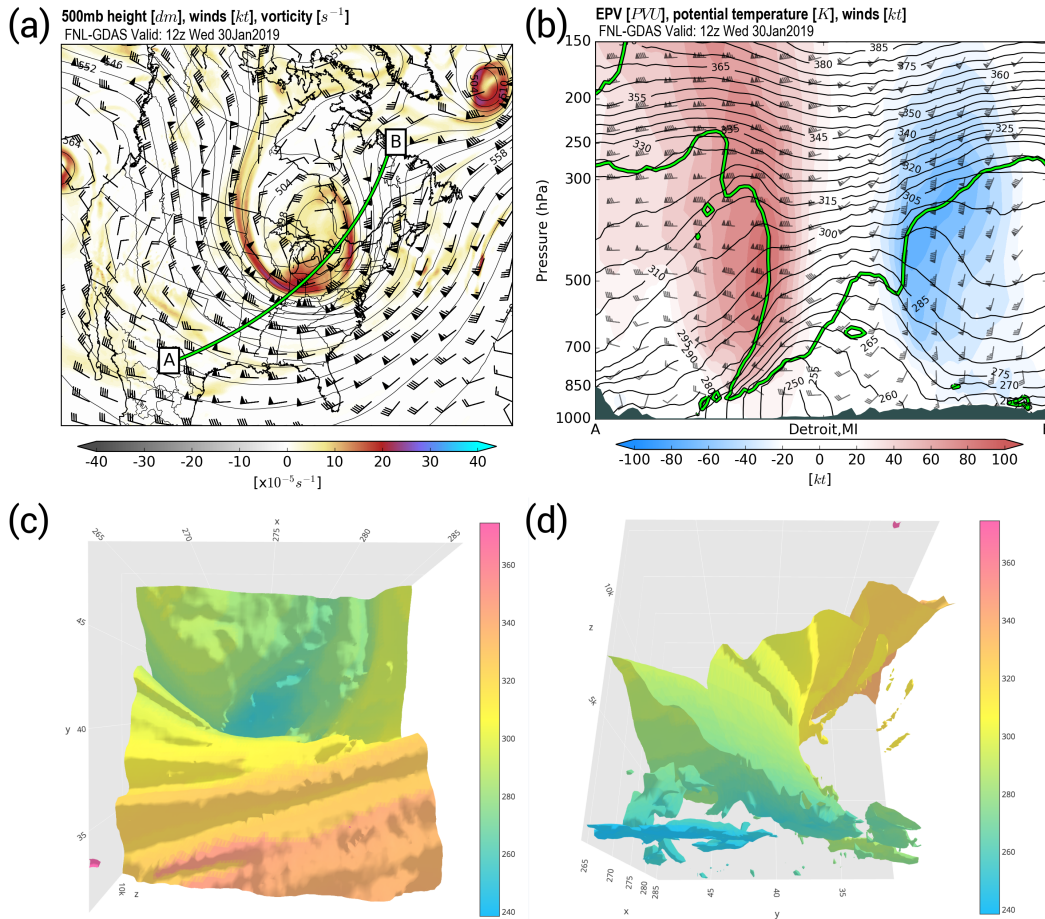 (a)
500mb height [dm], winds [kt], vorticity [s⁻¹]
FNL-GDAS Valid: 12z Wed 30Jan2019
552
546
510
564
504
558
A
B
-40 -30 -20 -10 0 10 20 30 40
[x10⁻⁵s⁻¹]
(b)
EPV [PVU], potential temperature [K], winds [kt]
FNL-GDAS Valid: 12z Wed 30Jan2019
Pressure (hPa)
150
200
250
300
500
700
850
1000
385
365
380
375
360
355
350
335
345
340
325
330
320
315
305
300
310
285
295
290
280
265
255
250
260
275
270
A
Detroit,MI
-100 -80 -60 -40 -20 0 20 40 60 80 100
[kt]
(c)
x
265
270
275
280
285
45
y
40
35
10k
z
360
340
320
300
280
260
240
(d)
10k
z
5k
265
270
275
280
285
x
45
40
35
y
360
340
320
300
280
260
240